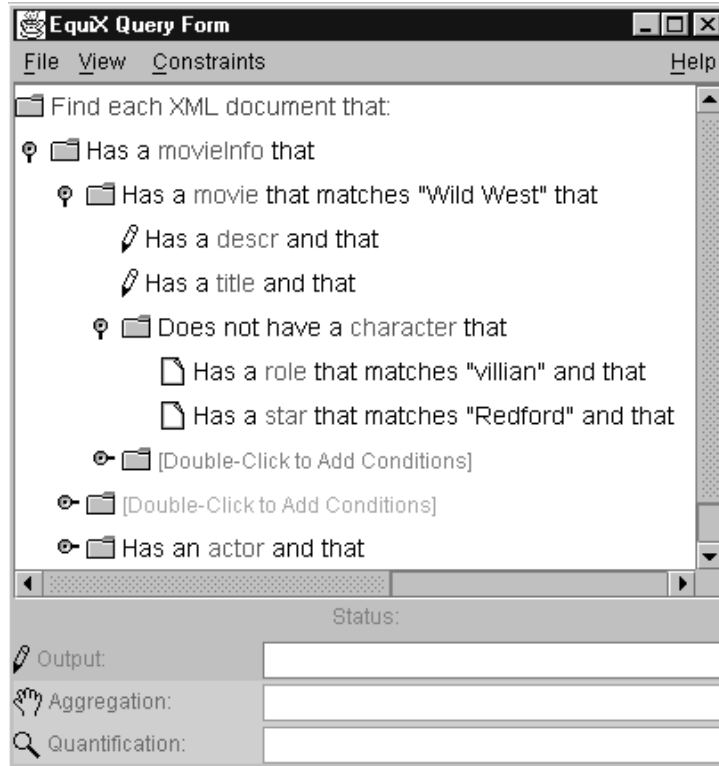 EquiX Query Form
File View Constraints Help
Find each XML document that:
Has a movieInfo that
Has a movie that matches "Wild West" that
Has a descr and that
Has a title and that
Does not have a character that
Has a role that matches "villian" and that
Has a star that matches "Redford" and that
[Double-Click to Add Conditions]
[Double-Click to Add Conditions]
Has an actor and that
Status:
Output:
Aggregation:
Quantification: